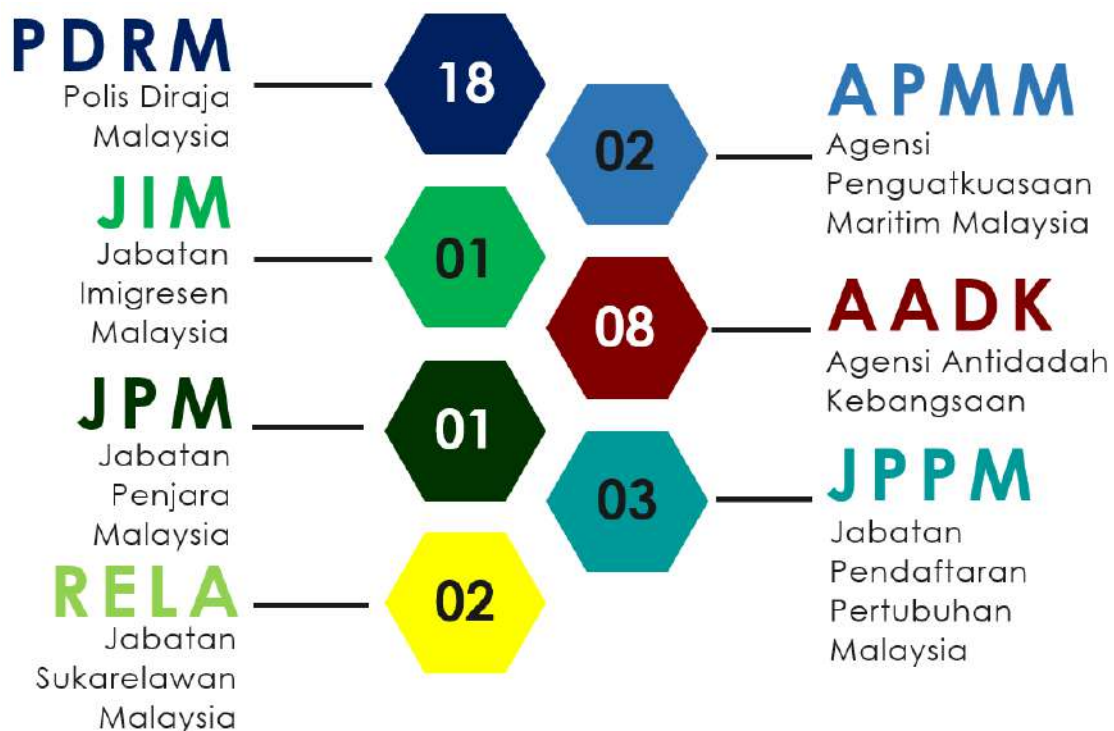 PDRM
Polis Diraja
Malaysia
18
02
APMM
Agensi
Penguatkuasaan
Maritim Malaysia
JIM
Jabatan
Imigresen
Malaysia
01
08
AADK
Agensi Antidadah
Kebangsaan
JPM
Jabatan
Penjara
Malaysia
01
03
JPPM
Jabatan
Pendaftaran
Pertubuhan
Malaysia
RELA
Jabatan
Sukarelawan
Malaysia
02